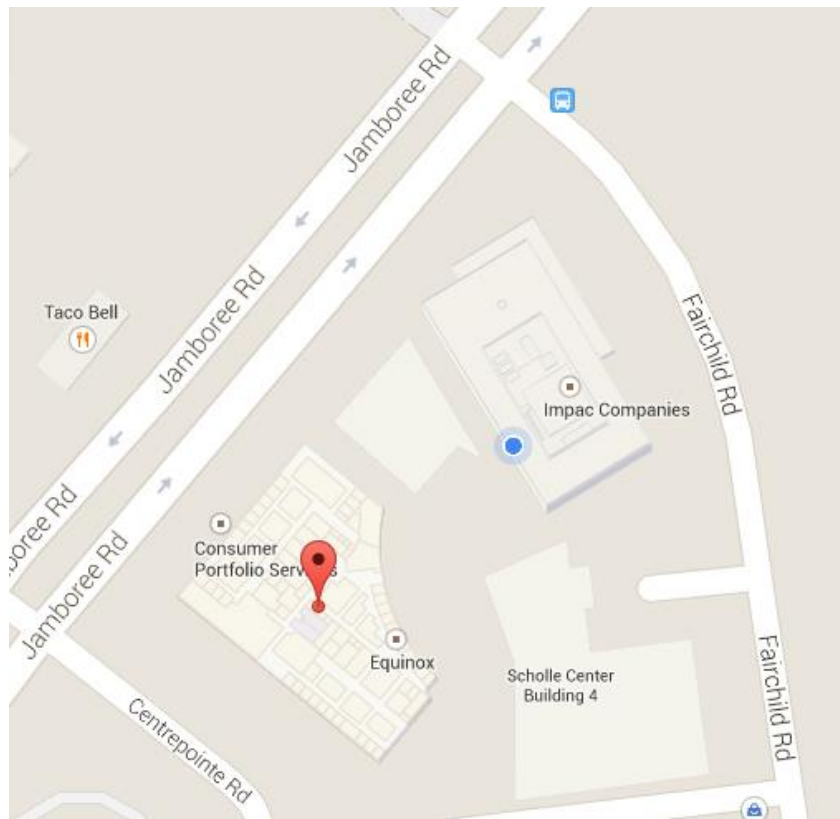 Jamboree Rd
Jamboree Rd
Taco Bell
Fairchild Rd
Impac Companies
Jamboree Rd
Consumer
Portfolio Services
Equinox
Scholle Center
Building 4
Fairchild Rd
Centrepointe Rd